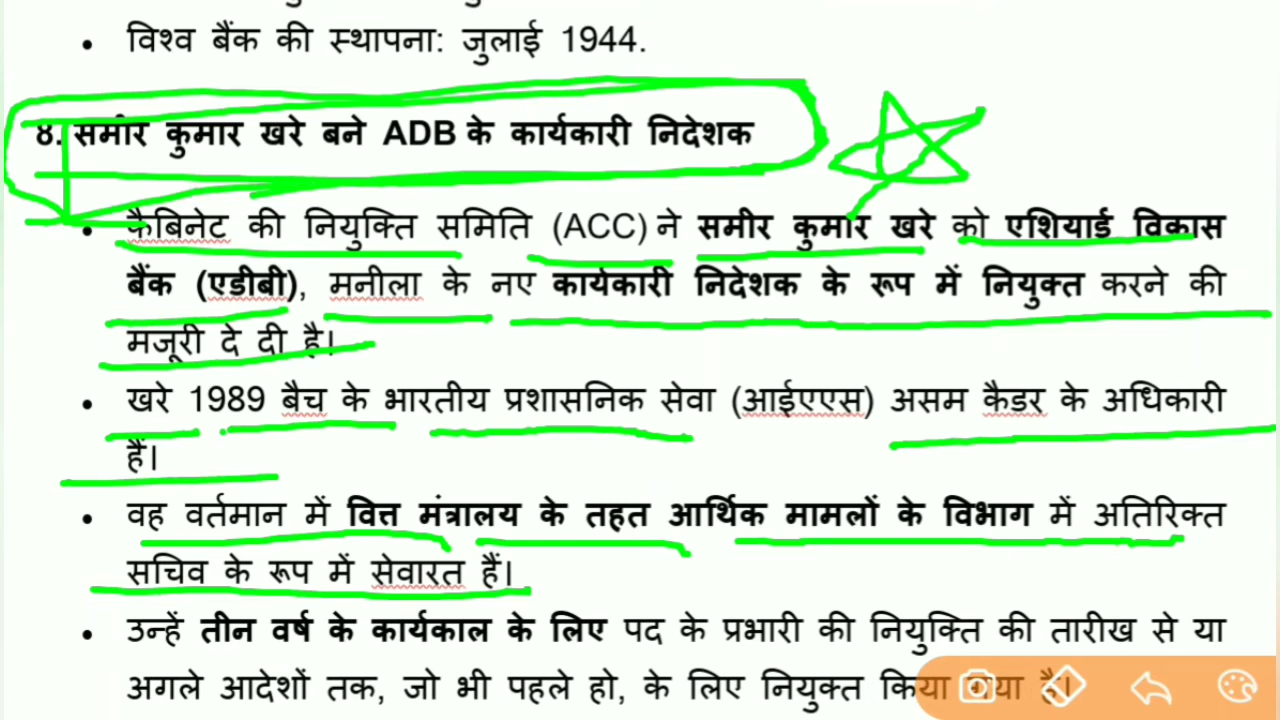 • विश्व बैंक की स्थापना: जुलाई 1944.
8. समीर कुमार खरे बने ADB के कार्यकारी निदेशक
• कैबिनेट की नियुक्ति समिति (ACC) ने समीर कुमार खरे को एशियाई विकास
बैंक (एडीबी), मनीला के नए कार्यकारी निदेशक के रूप में नियुक्त करने की
मंजूरी दे दी है।
• खरे 1989 बैच के भारतीय प्रशासनिक सेवा (आईएएस) असम कैडर के अधिकारी
हैं।
• वह वर्तमान में वित्त मंत्रालय के तहत आर्थिक मामलों के विभाग में अतिरिक्त
सचिव के रूप में सेवारत हैं।
• उन्हें तीन वर्ष के कार्यकाल के लिए पद के प्रभारी की नियुक्ति की तारीख से या
अगले आदेशों तक, जो भी पहले हो, के लिए नियुक्त किया गया है।